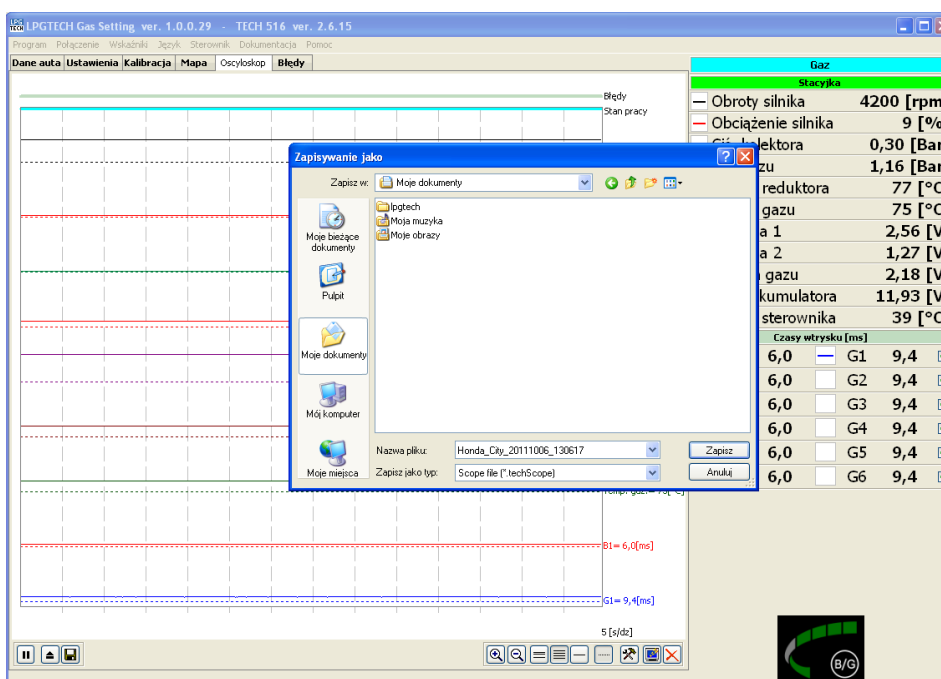 LPGTECH Gas Setting ver. 1.0.0.29 - TECH 516 ver. 2.6.15
Program Połączenie Wskaźniki Język Sterownik Dokumentacja Pomoc
Dane auta Ustawienia Kalibracja Mapa Oscyloskop Błędy
Błędy
Stan pracy
Temp. gazu= 75[°C]
B1= 6,0[ms]
G1= 9,4[ms]
5 [s/dz]
Zapisywanie jako
Zapisz w: Moje dokumenty
Moje bieżące dokumenty
Pulpit
Moje dokumenty
Mój komputer
Moje miejsca
lpgtech
Moja muzyka
Moje obrazy
Nazwa pliku: Honda_City_20111006_130617 Zapisz
Zapisz jako typ: Scope file (*.techScope) Anuluj
Gaz
Stacyjka
Obroty silnika 4200 [rpm
Obciążenie silnika 9 [%
lektora 0,30 [Bar
zu 1,16 [Bar
reduktora 77 [°C
gazu 75 [°C
a 1 2,56 [V
a 2 1,27 [V
gazu 2,18 [V
kumulatora 11,93 [V
sterownika 39 [°C
Czasy wtrysku [ms]
6,0 G1 9,4
6,0 G2 9,4
6,0 G3 9,4
6,0 G4 9,4
6,0 G5 9,4
6,0 G6 9,4
B/G